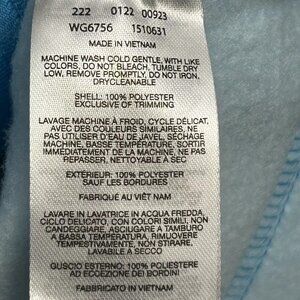 222 0122 00923
WG6756 1510631
MADE IN VIETNAM
MACHINE WASH COLD GENTLE, WITH LIKE
COLORS, DO NOT BLEACH, TUMBLE DRY
LOW, REMOVE PROMPTLY, DO NOT IRON,
DRYCLEANABLE
SHELL: 100% POLYESTER
EXCLUSIVE OF TRIMMING
LAVAGE MACHINE À FROID, CYCLE DÉLICAT,
AVEC DES COULEURS SIMILAIRES, NE
PAS UTILISER D'EAU DE JAVEL, SÉCHAGE
MACHINE, BASSE TEMPÉRATURE, SORTIR
IMMÉDIATEMENT DE LA MACHINE, NE PAS
REPASSER, NETTOYABLE A SEC
EXTÉRIEUR: 100% POLYESTER
SAUF LES BORDURES
FABRIQUÉ AU VIÊT NAM
LAVARE IN LAVATRICE IN ACQUA FREDDA,
CICLO DELICATO, CON COLORI SIMILI, NON
CANDEGGIARE, ASCIUGARE A TAMBURO
A BASSA TEMPERATURA, RIMUOVERE
TEMPESTIVAMENTE, NON STIRARE,
LAVABILE A SECCO
GUSCIO ESTERNO: 100% POLIESTERE
AD ECCEZIONE DEI BORDINI
FABBRICATO IN VIETNAM